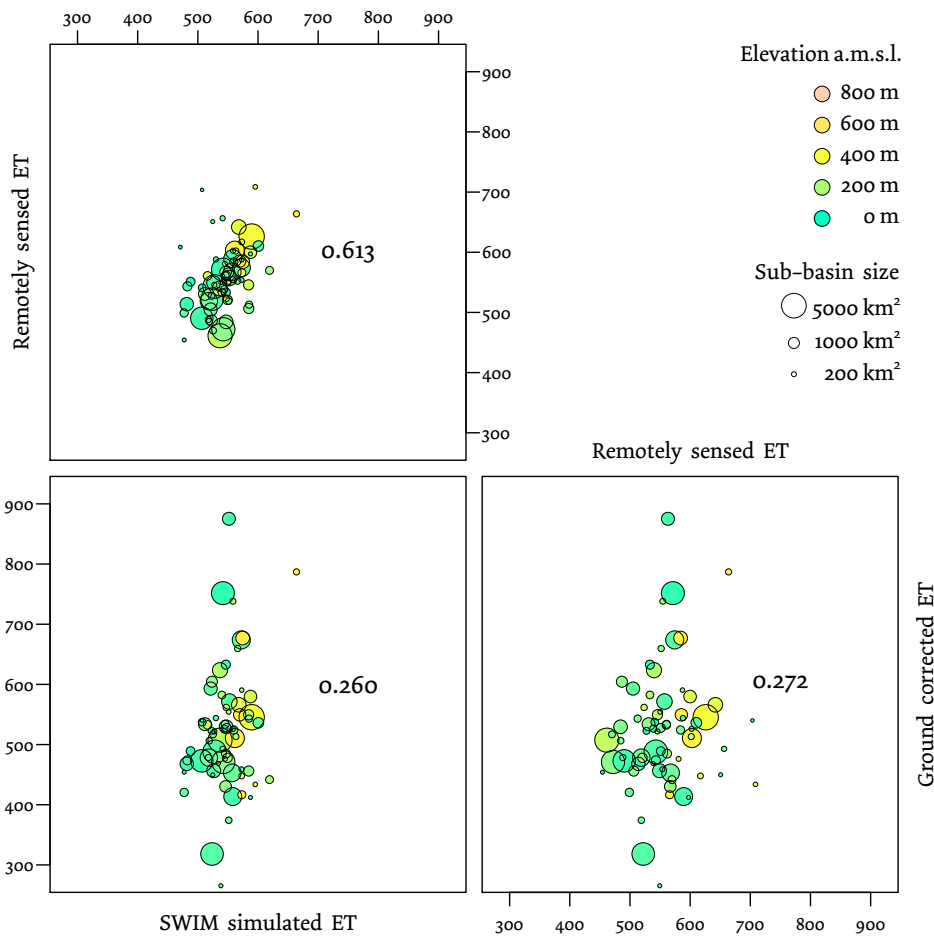 300 400 500 600 700 800 900
Elevation a.m.s.l.
800 m
600 m
400 m
200 m
0 m
Sub-basin size
5000 km²
1000 km²
200 km²
Remotely sensed ET
0.613
900
800
700
600
500
400
300
Remotely sensed ET
900
800
700
600
500
400
300
0.260
0.272
Ground corrected ET
SWIM simulated ET
300 400 500 600 700 800 900